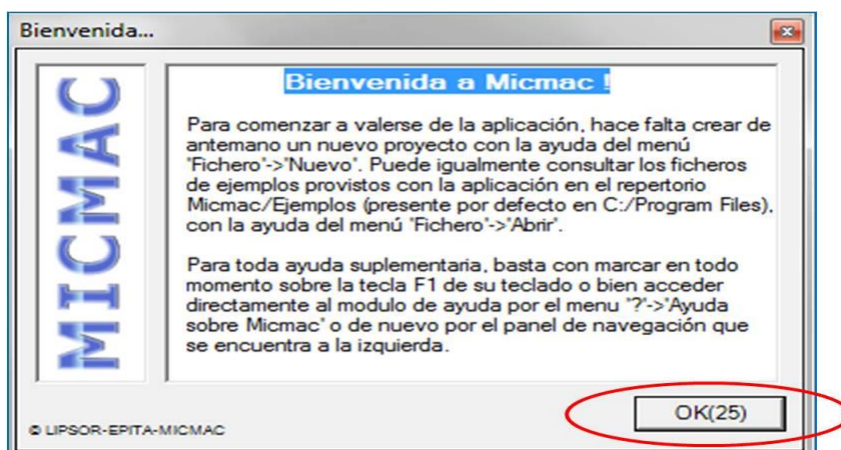 Bienvenida...
MICMAC
Bienvenida a Micmac !
Para comenzar a valerse de la aplicación, hace falta crear de
antemano un nuevo proyecto con la ayuda del menú
"Fichero"->"Nuevo". Puede igualmente consultar los ficheros
de ejemplos provistos con la aplicación en el repertorio
Micmac/Ejemplos (presente por defecto en C:/Program Files),
con la ayuda del menú "Fichero"->"Abrir".
Para toda ayuda suplementaria, basta con marcar en todo
momento sobre la tecla F1 de su teclado o bien acceder
directamente al modulo de ayuda por el menu "?"->"Ayuda
sobre Micmac" o de nuevo por el panel de navegación que
se encuentra a la izquierda.
OK(25)
© LIPSOR-EPITA-MICMAC